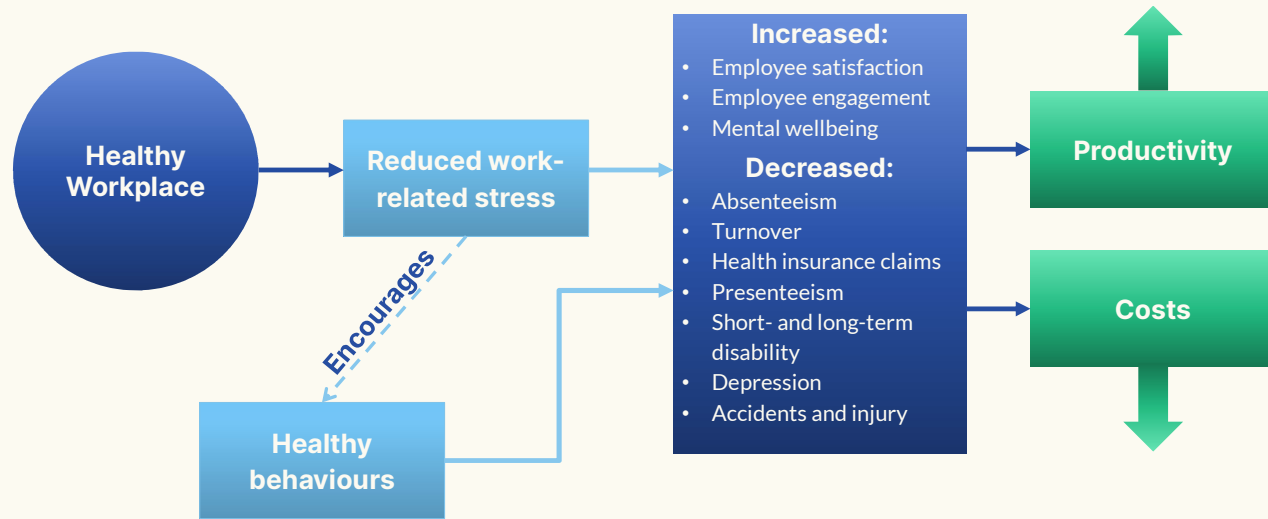 Healthy
Workplace
Reduced work-
related stress
Encourages
Healthy
behaviours
Increased:
• Employee satisfaction
• Employee engagement
• Mental wellbeing
Decreased:
• Absenteeism
• Turnover
• Health insurance claims
• Presenteeism
• Short- and long-term
disability
• Depression
• Accidents and injury
Productivity
Costs